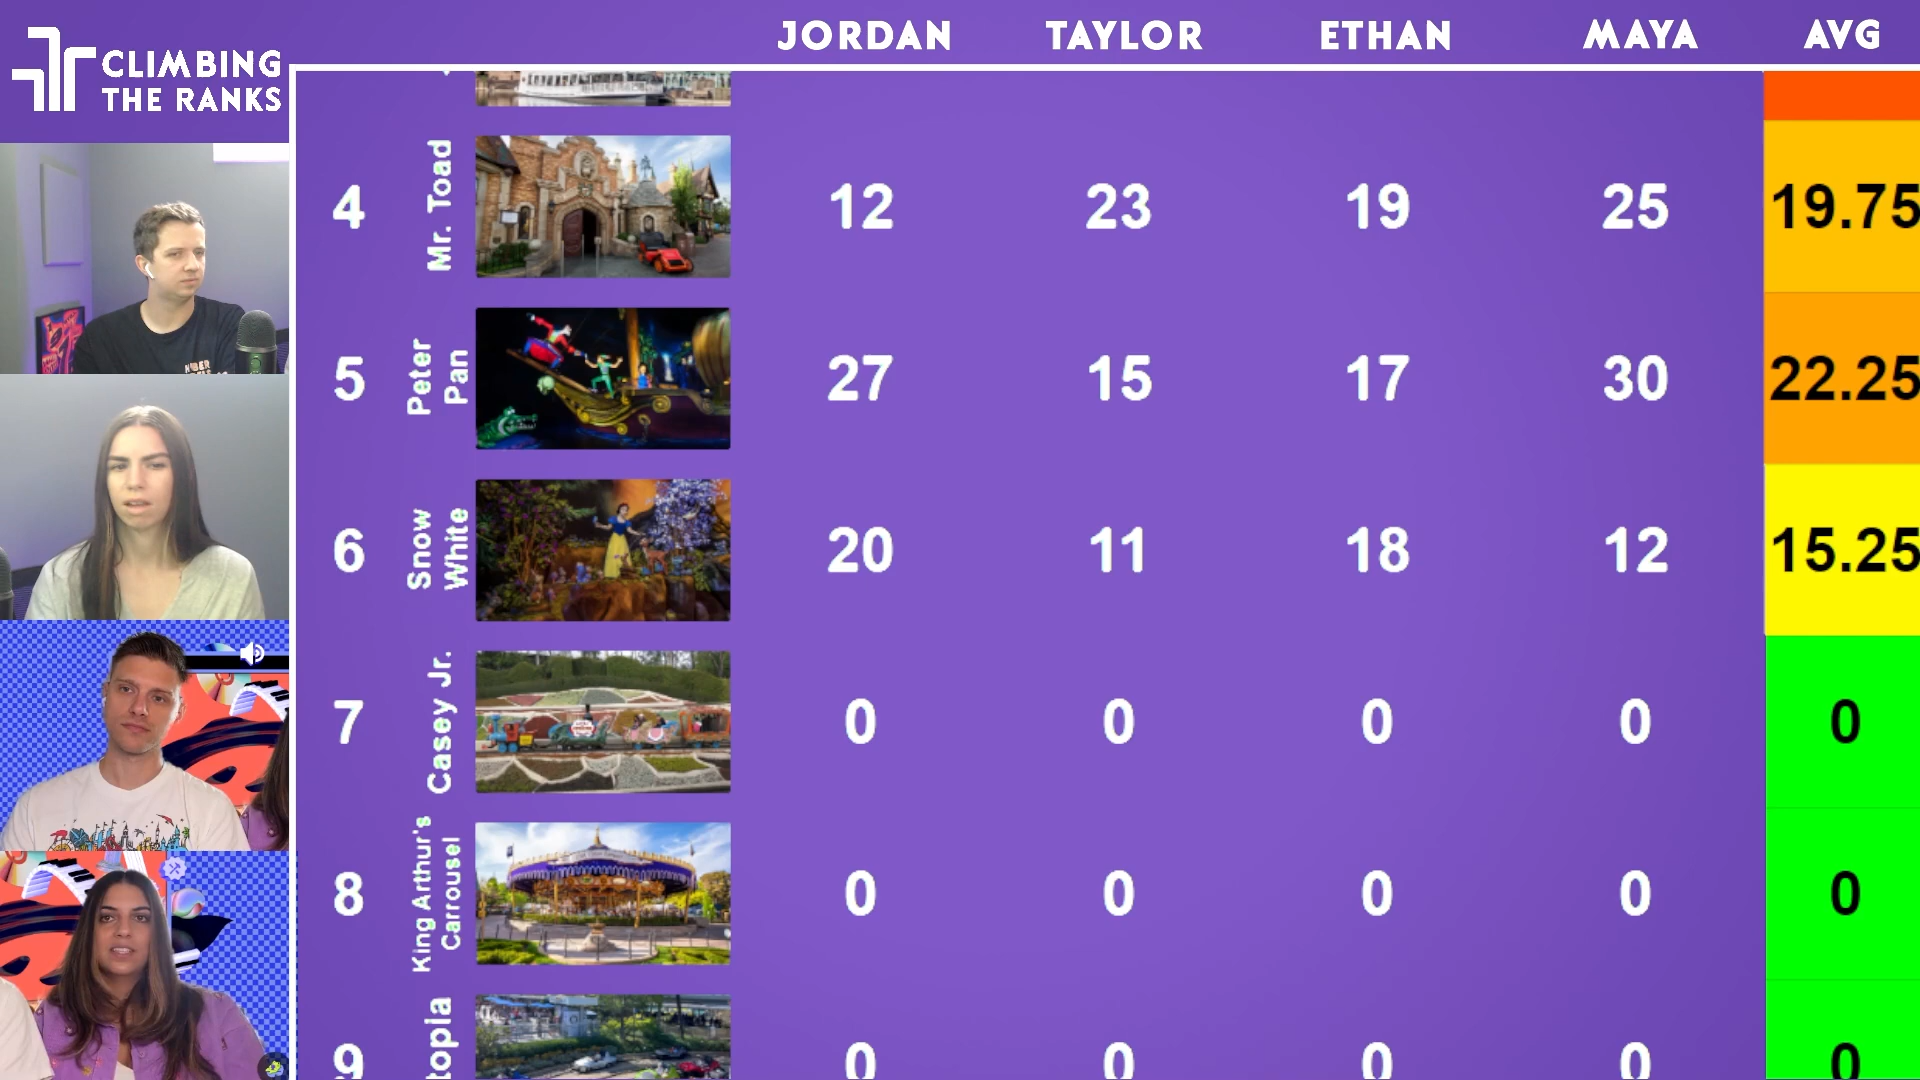 CLIMBING
THE RANKS
JORDAN TAYLOR ETHAN MAYA AVG
4 Mr. Toad 12 23 19 25 19.75
5 Peter
Pan 27 15 17 30 22.25
6 Snow
White 20 11 18 12 15.25
7 Casey Jr. 0 0 0 0 0
8 King Arthur's
Carrousel 0 0 0 0 0
9 topia 0 0 0 0 0